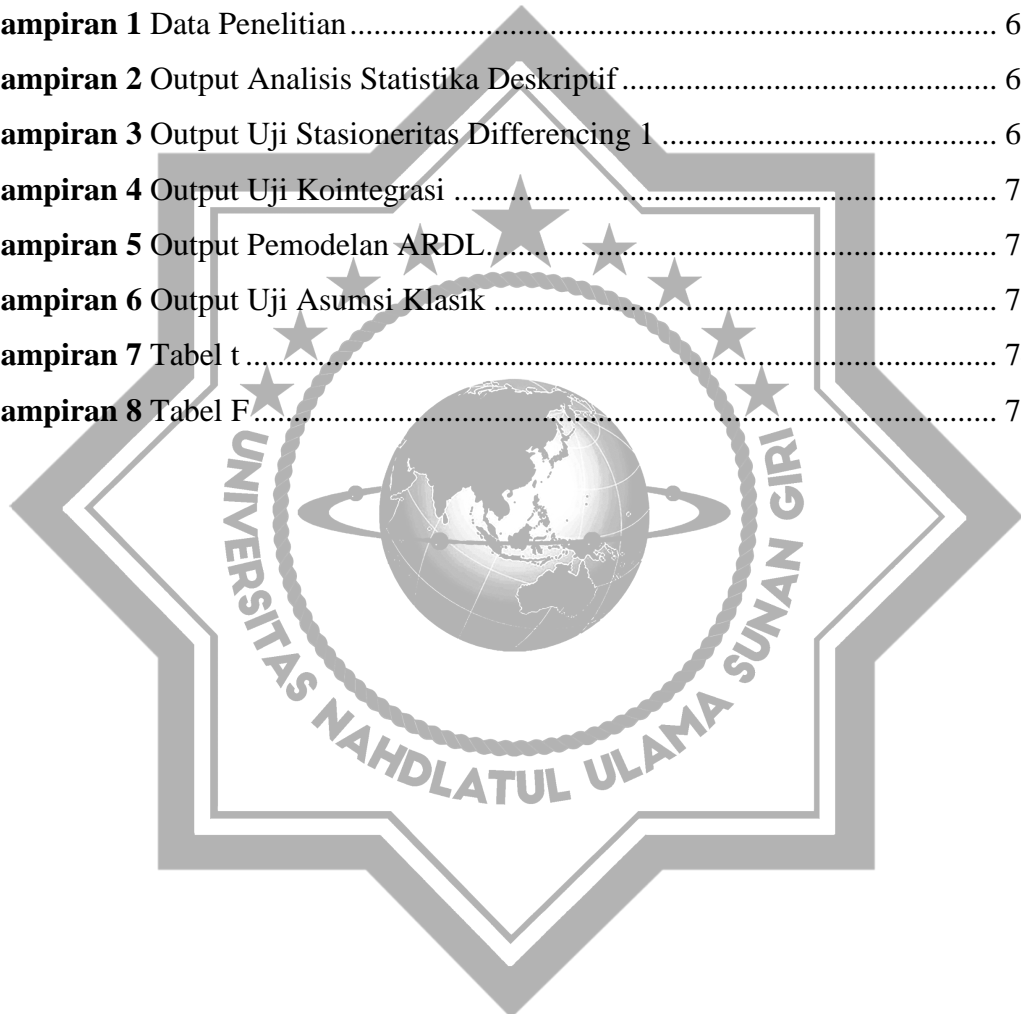 ampiran 1 Data Penitian................................................................................ 6
ampiran 2 Output Analisis Statistika Deskriptif............................................... 6
ampiran 3 Output Uji Stasioneritas Differencing 1.......................................... 6
ampiran 4 Output Uji Kointegrasi ................................................................... 7
ampiran 5 Output Pemodelan ARDL............................................................... 7
ampiran 6 Output Uji Asumsi Klasik .............................................................. 7
ampiran 7 Tabel t............................................................................................. 7
ampiran 8 Tabel F............................................................................................ 7
UNIVERSITAS NAHDLATUL ULAMA SUNAN GIRI